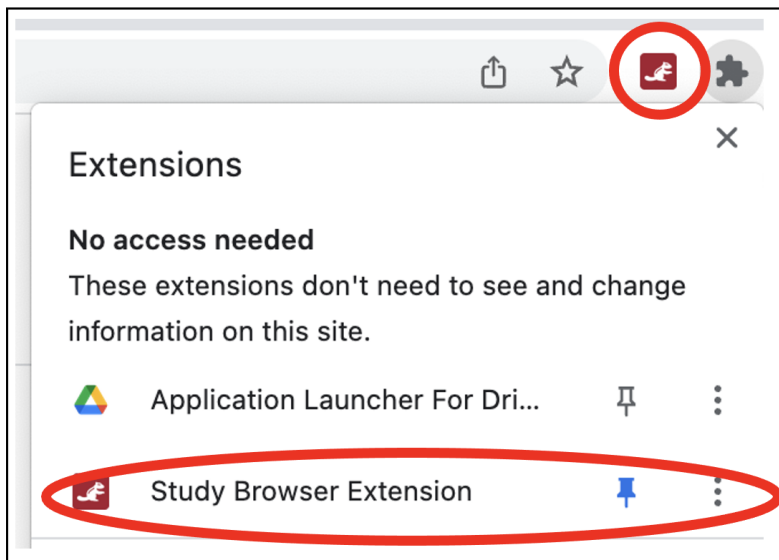 Extensions
No access needed
These extensions don't need to see and change
information on this site.
Application Launcher For Dri...
Study Browser Extension